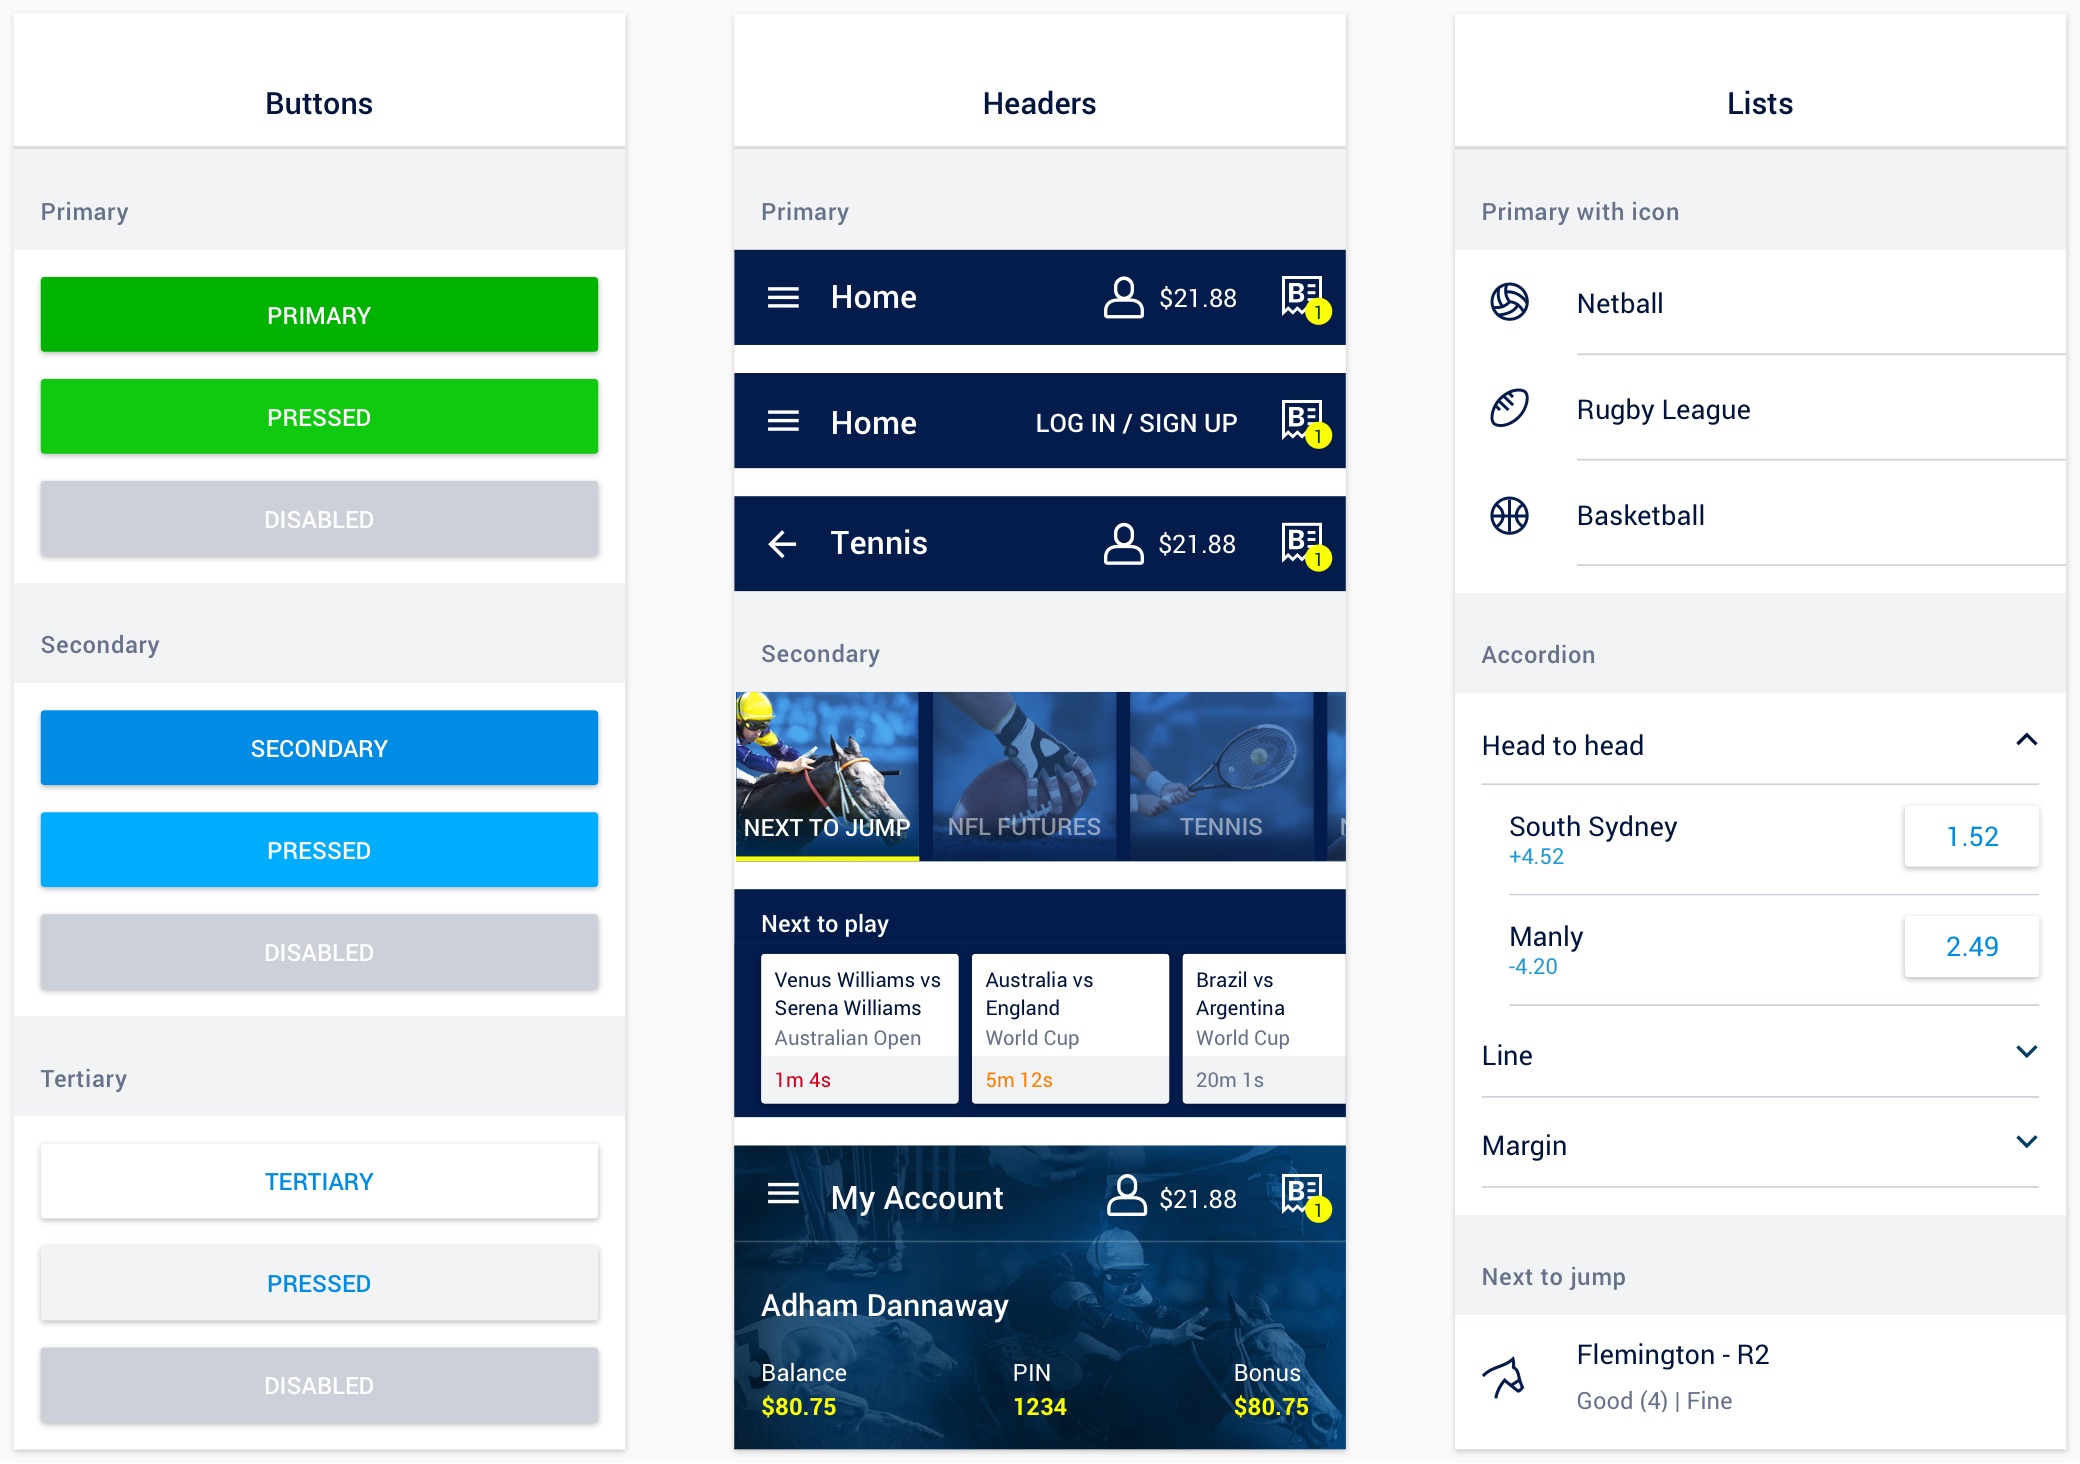 Buttons
Primary
PRIMARY
PRESSED
DISABLED
Secondary
SECONDARY
PRESSED
DISABLED
Tertiary
TERTIARY
PRESSED
DISABLED
Headers
Primary
Home $21.88 B 1
Home LOG IN / SIGN UP B 1
Tennis $21.88 B 1
Secondary
NEXT TO JUMP NFL FUTURES TENNIS
Next to play
Venus Williams vs
Serena Williams
Australian Open
1m 4s
Australia vs
England
World Cup
5m 12s
Brazil vs
Argentina
World Cup
20m 1s
My Account $21.88 B 1
Adham Dannaway
Balance PIN Bonus
$80.75 1234 $80.75
Lists
Primary with icon
Netball
Rugby League
Basketball
Accordion
Head to head
South Sydney
+4.52
1.52
Manly
-4.20
2.49
Line
Margin
Next to jump
Flemington - R2
Good (4) | Fine